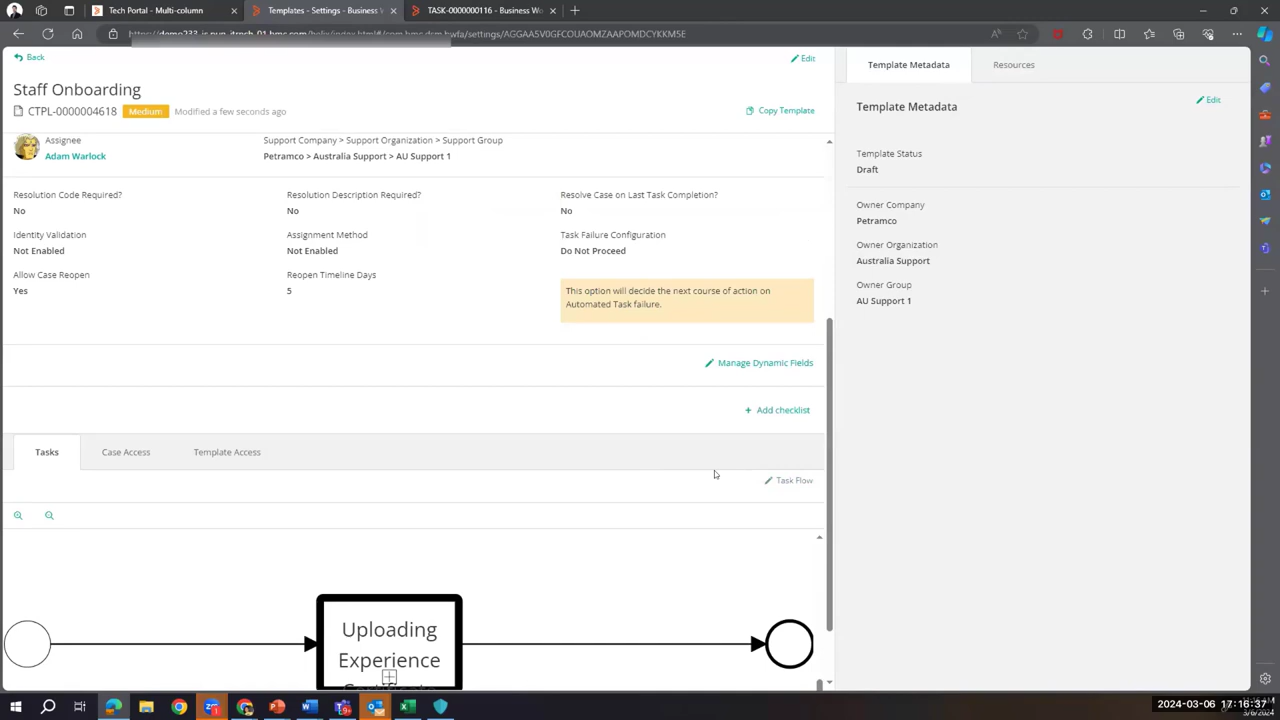 Tech Portal - Multi-column
Templates - Settings - Business W
TASK-0000000116 - Business Wo
Back
Edit
Staff Onboarding
CTPL-0000004618 Medium Modified a few seconds ago
Copy Template
Assignee
Adam Warlock
Support Company > Support Organization > Support Group
Petramco > Australia Support > AU Support 1
Resolution Code Required?
No
Resolution Description Required?
No
Resolve Case on Last Task Completion?
No
Identity Validation
Not Enabled
Assignment Method
Not Enabled
Task Failure Configuration
Do Not Proceed
Allow Case Reopen
Yes
Reopen Timeline Days
5
This option will decide the next course of action on
Automated Task failure.
Manage Dynamic Fields
+ Add checklist
Tasks Case Access Template Access
Task Flow
Uploading
Experience
Template Metadata Resources
Template Metadata
Edit
Template Status
Draft
Owner Company
Petramco
Owner Organization
Australia Support
Owner Group
AU Support 1
2024-03-06 17:16:37
3/6/2024